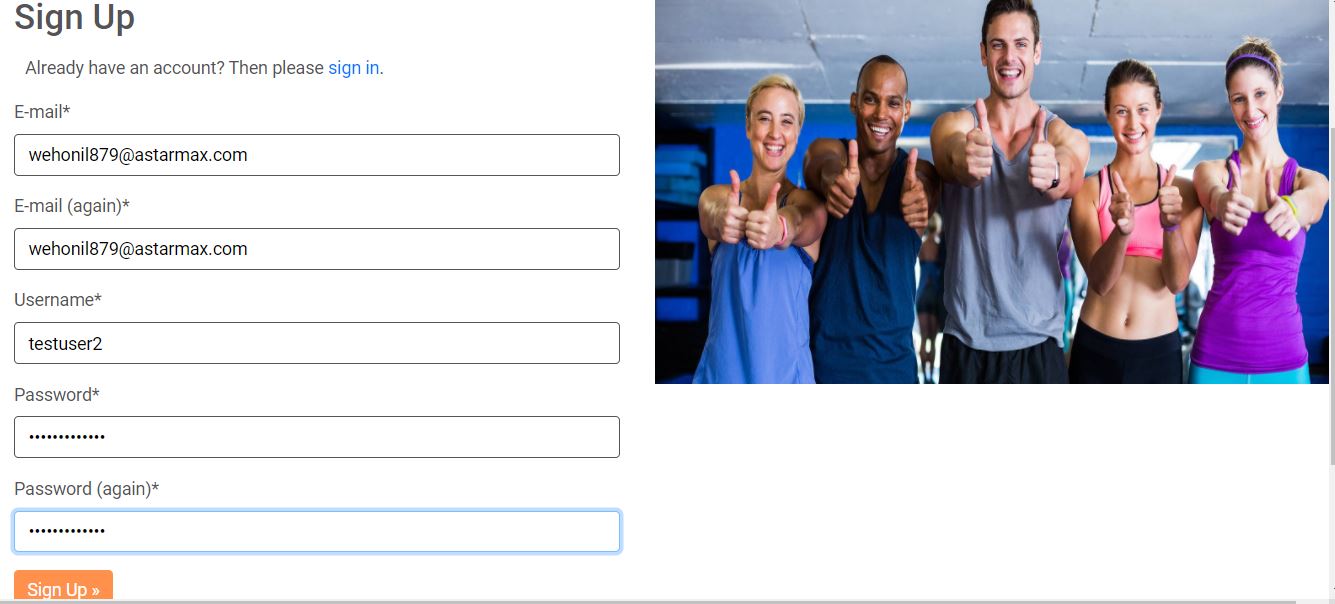 Sign Up
Already have an account? Then please sign in.
E-mail*
wehonil879@astarmax.com
E-mail (again)*
wehonil879@astarmax.com
Username*
testuser2
Password*
•••••••••••••
Password (again)*
•••••••••••••
Sign Up »